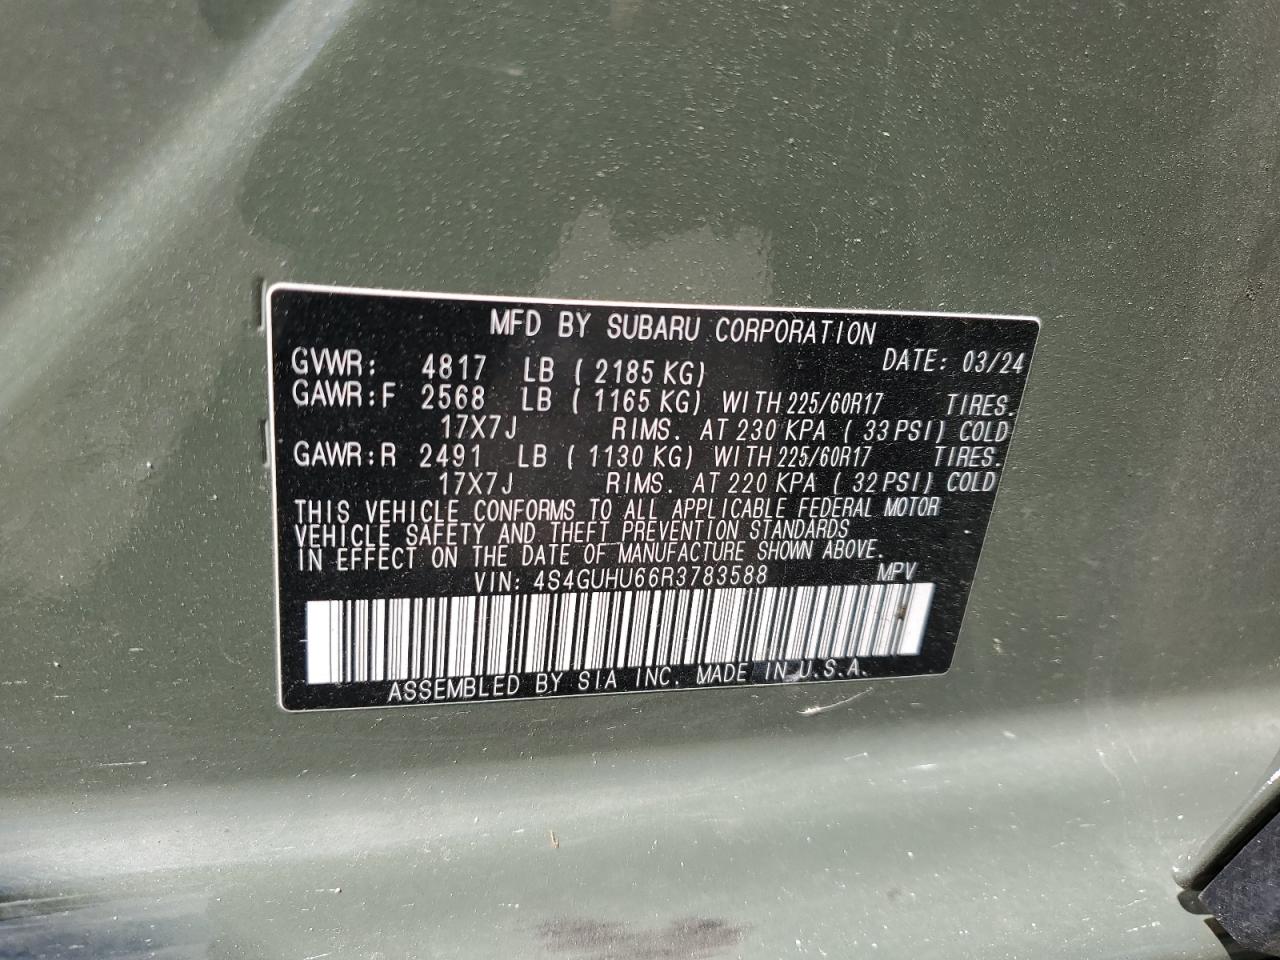 MFD BY SUBARU CORPORATION
GVWR: 4817 LB ( 2185 KG) DATE: 03/24
GAWR:F 2568 LB ( 1165 KG) WITH 225/60R17 TIRES.
17X7J RIMS. AT 230 KPA ( 33 PSI) COLD
GAWR:R 2491 LB ( 1130 KG) WITH 225/60R17 TIRES.
17X7J RIMS. AT 220 KPA ( 32 PSI) COLD
THIS VEHICLE CONFORMS TO ALL APPLICABLE FEDERAL MOTOR
VEHICLE SAFETY AND THEFT PREVENTION STANDARDS
IN EFFECT ON THE DATE OF MANUFACTURE SHOWN ABOVE.
VIN: 4S4GUHU66R3783588 MPV
ASSEMBLED BY SIA INC. MADE IN U.S.A.